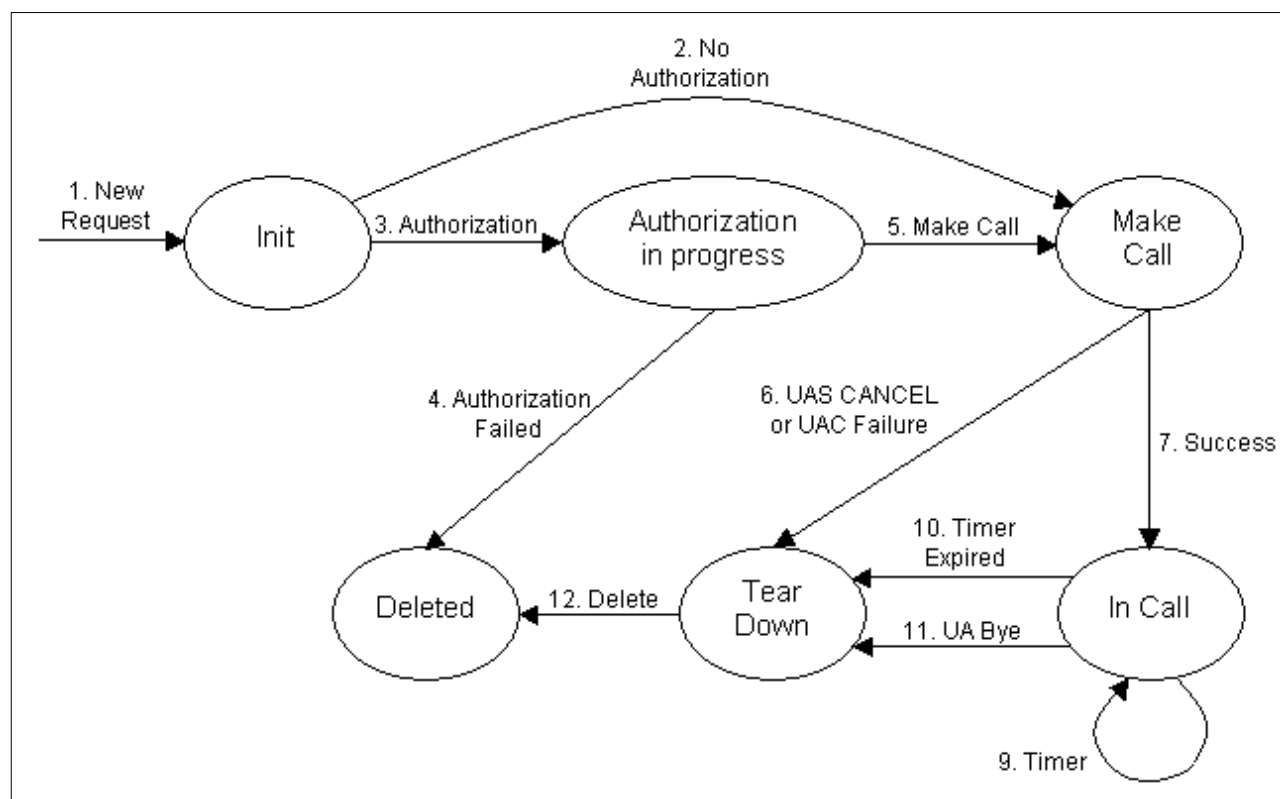 2. No
Authorization
1. New
Request
Init
3. Authorization
Authorization
in progress
5. Make Call
Make
Call
4. Authorization
Failed
6. UAS CANCEL
or UAC Failure
7. Success
10. Timer
Expired
Deleted
12. Delete
Tear
Down
In Call
11. UA Bye
9. Timer